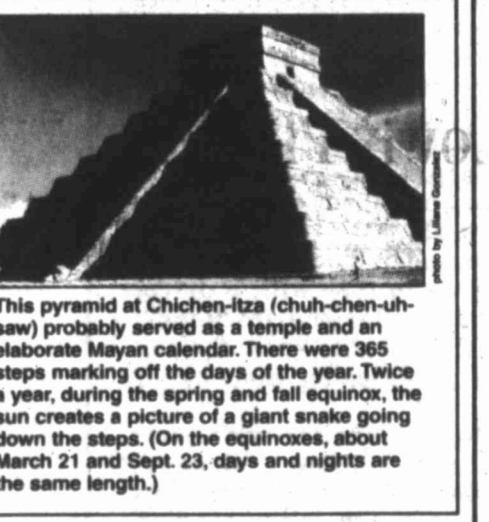 photo by Liliana Gonzalez
This pyramid at Chichen-itza (chuh-chen-uh-
saw) probably served as a temple and an
elaborate Mayan calendar. There were 365
steps marking off the days of the year. Twice
a year, during the spring and fall equinox, the
sun creates a picture of a giant snake going
down the steps. (On the equinoxes, about
March 21 and Sept. 23, days and nights are
the same length.)